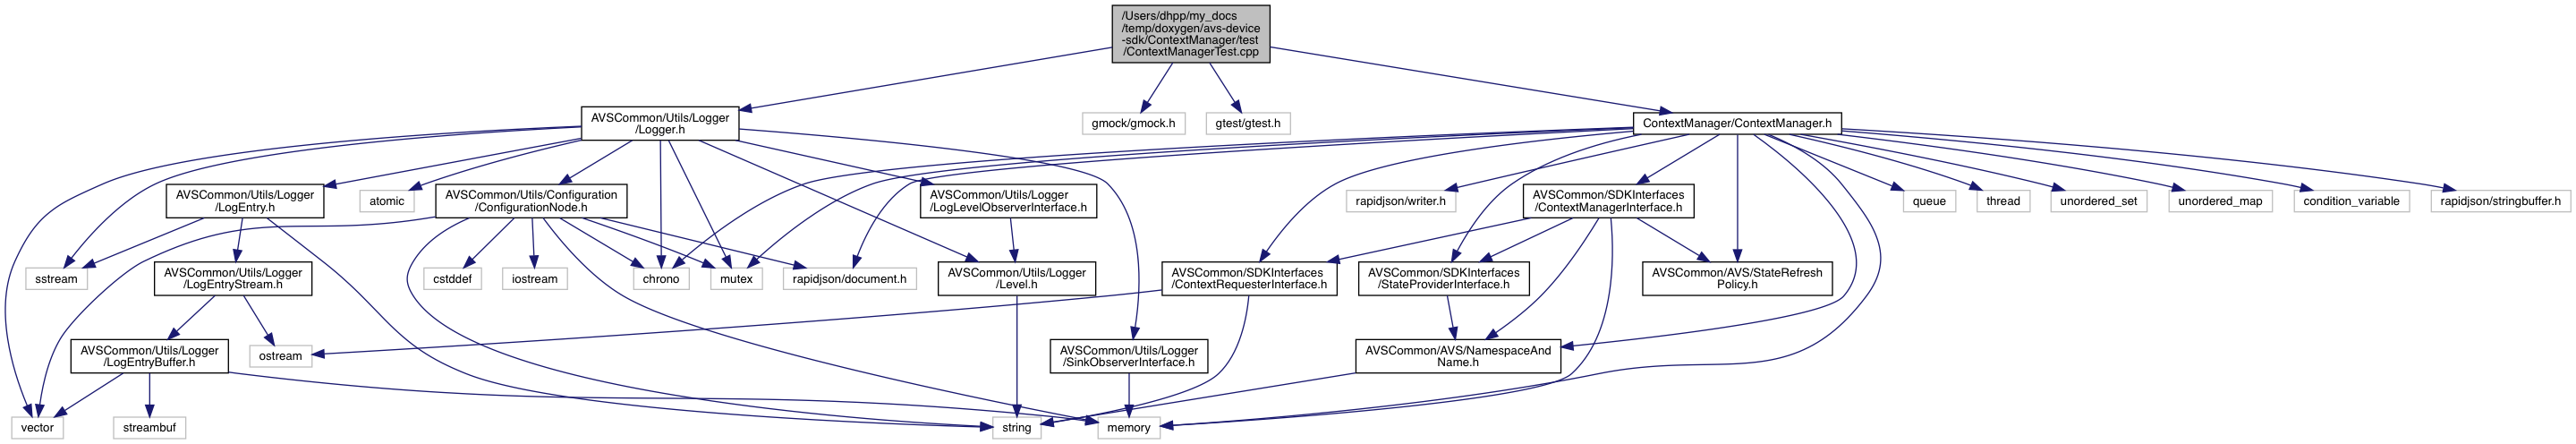 /Users/dhpp/my_docs
/temp/doxygen/avs-device
-sdk/ContextManager/test
/ContextManagerTest.cpp
AVSCommon/Utils/Logger
/Logger.h
gmock/gmock.h
gtest/gtest.h
ContextManager/ContextManager.h
AVSCommon/Utils/Logger
/LogEntry.h
atomic
AVSCommon/Utils/Configuration
/ConfigurationNode.h
AVSCommon/Utils/Logger
/LogLevelObserverInterface.h
rapidjson/writer.h
AVSCommon/SDKInterfaces
/ContextManagerInterface.h
queue
thread
unordered_set
unordered_map
condition_variable
rapidjson/stringbuffer.h
sstream
AVSCommon/Utils/Logger
/LogEntryStream.h
cstddef
iostream
chrono
mutex
rapidjson/document.h
AVSCommon/Utils/Logger
/Level.h
AVSCommon/SDKInterfaces
/ContextRequesterInterface.h
AVSCommon/SDKInterfaces
/StateProviderInterface.h
AVSCommon/AVS/StateRefresh
Policy.h
AVSCommon/Utils/Logger
/LogEntryBuffer.h
ostream
AVSCommon/Utils/Logger
/SinkObserverInterface.h
AVSCommon/AVS/NamespaceAnd
Name.h
vector
streambuf
string
memory